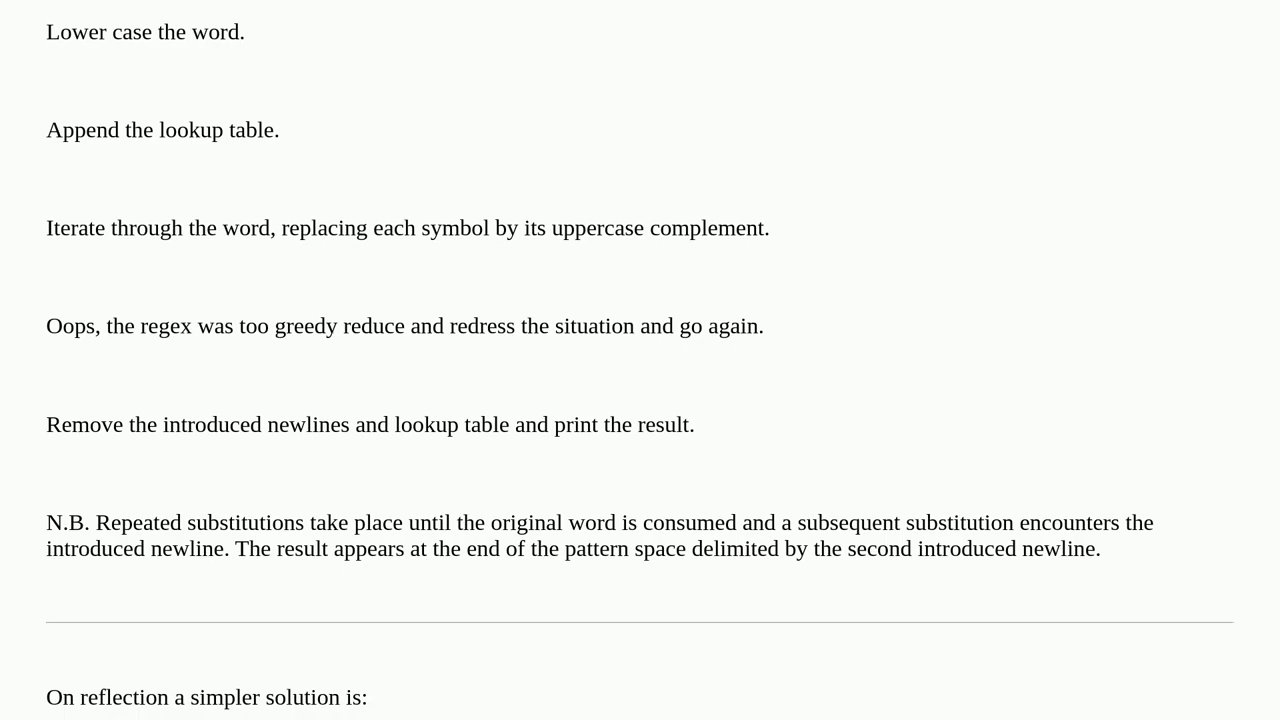 Lower case the word.
Append the lookup table.
Iterate through the word, replacing each symbol by its uppercase complement.
Oops, the regex was too greedy reduce and redress the situation and go again.
Remove the introduced newlines and lookup table and print the result.
N.B. Repeated substitutions take place until the original word is consumed and a subsequent substitution encounters the
introduced newline. The result appears at the end of the pattern space delimited by the second introduced newline.
On reflection a simpler solution is: